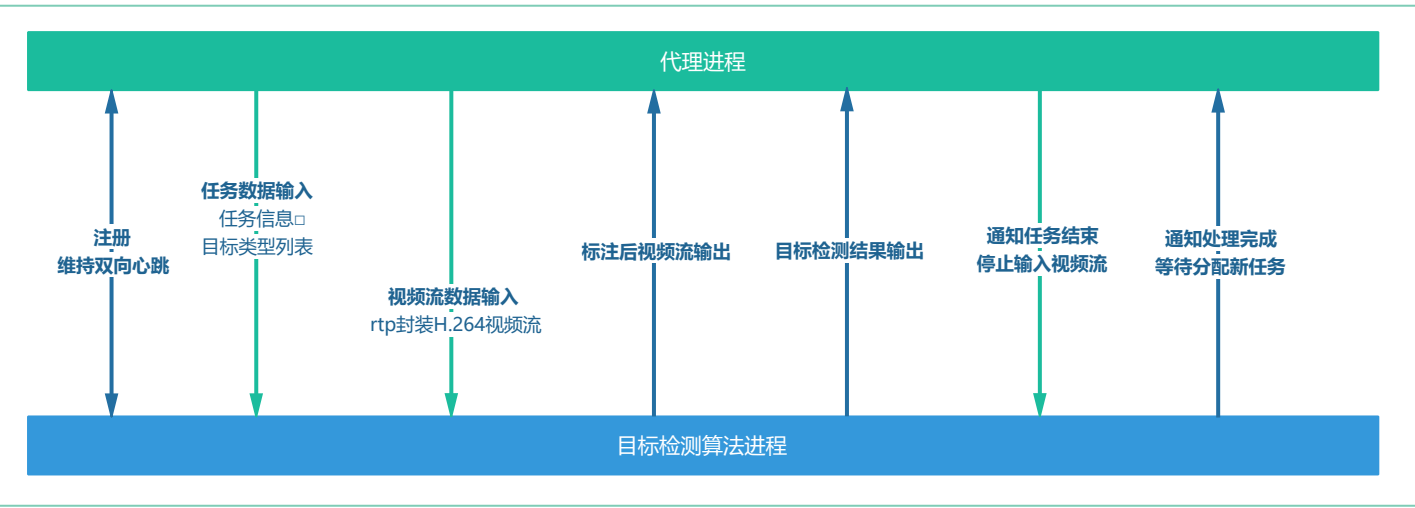 代理进程
注册
维持双向心跳
任务数据输入
任务信息□
目标类型列表
视频流数据输入
rtp封装H.264视频流
标注后视频流输出
目标检测结果输出
通知任务结束
停止输入视频流
通知处理完成
等待分配新任务
目标检测算法进程